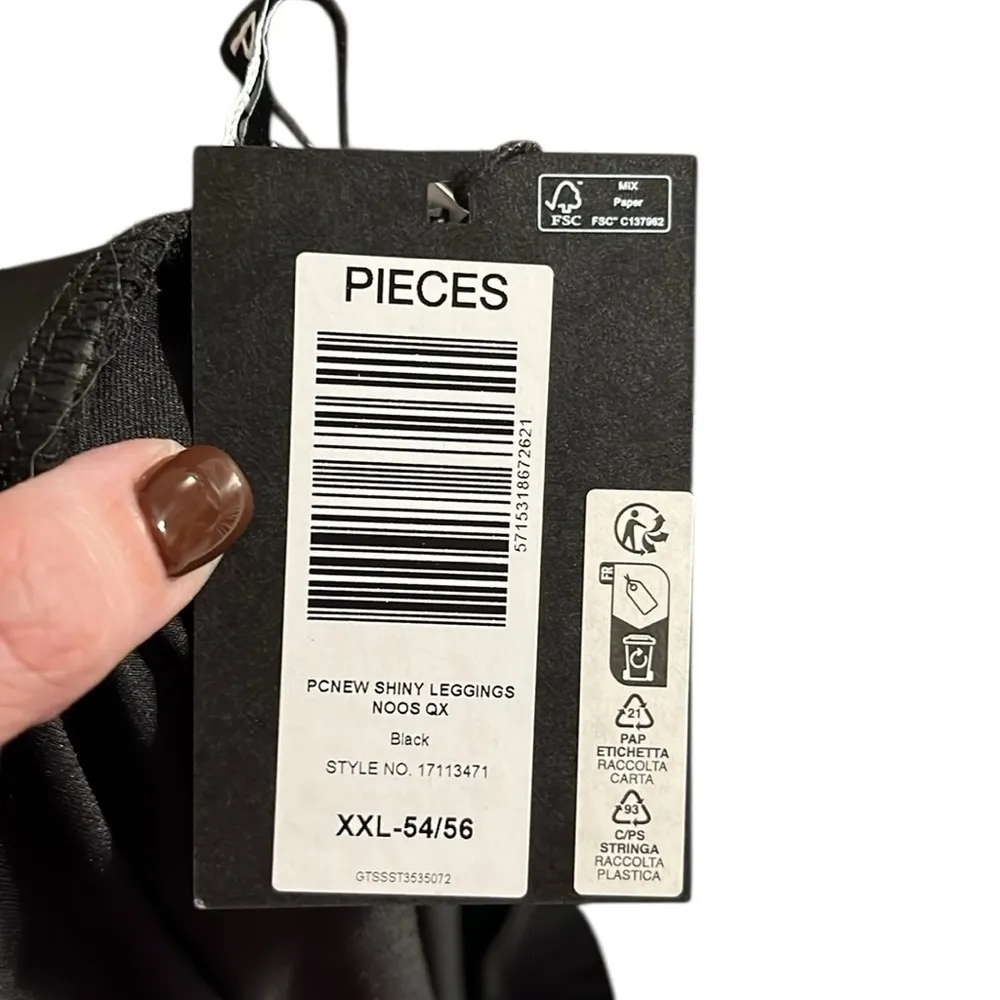 MIX
Paper
FSC
FSC™ C137962
PIECES
5715318672621
PCNEW SHINY LEGGINGS
NOOS QX
Black
STYLE NO. 17113471
XXL-54/56
GTSSST3535072
FR
21
PAP
ETICHETTA
RACCOLTA
CARTA
93
C/PS
STRINGA
RACCOLTA
PLASTICA